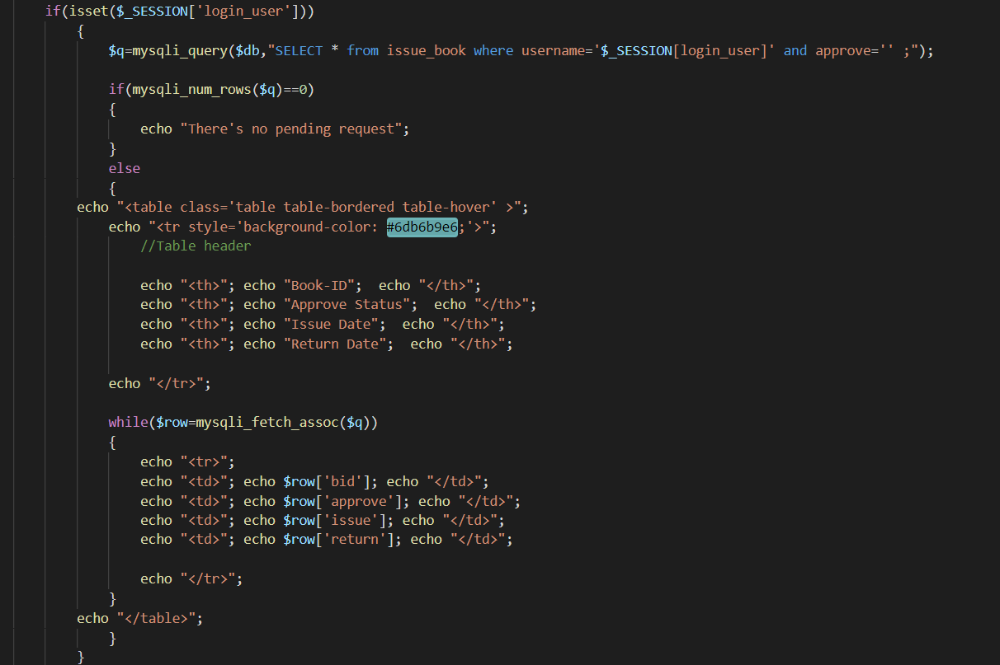 if(isset($_SESSION['login_user']))
{
$q=mysqli_query($db,"SELECT * from issue_book where username='$_SESSION[login_user]' and approve='' ;");
if(mysqli_num_rows($q)==0)
{
echo "There's no pending request";
}
else
{
echo "<table class='table table-bordered table-hover' >";
echo "<tr style='background-color: #6db6b9e6;'>";
//Table header
echo "<th>"; echo "Book-ID";  echo "</th>";
echo "<th>"; echo "Approve Status";  echo "</th>";
echo "<th>"; echo "Issue Date";  echo "</th>";
echo "<th>"; echo "Return Date";  echo "</th>";
echo "</tr>";
while($row=mysqli_fetch_assoc($q))
{
echo "<tr>";
echo "<td>"; echo $row['bid']; echo "</td>";
echo "<td>"; echo $row['approve']; echo "</td>";
echo "<td>"; echo $row['issue']; echo "</td>";
echo "<td>"; echo $row['return']; echo "</td>";
echo "</tr>";
}
echo "</table>";
}
}